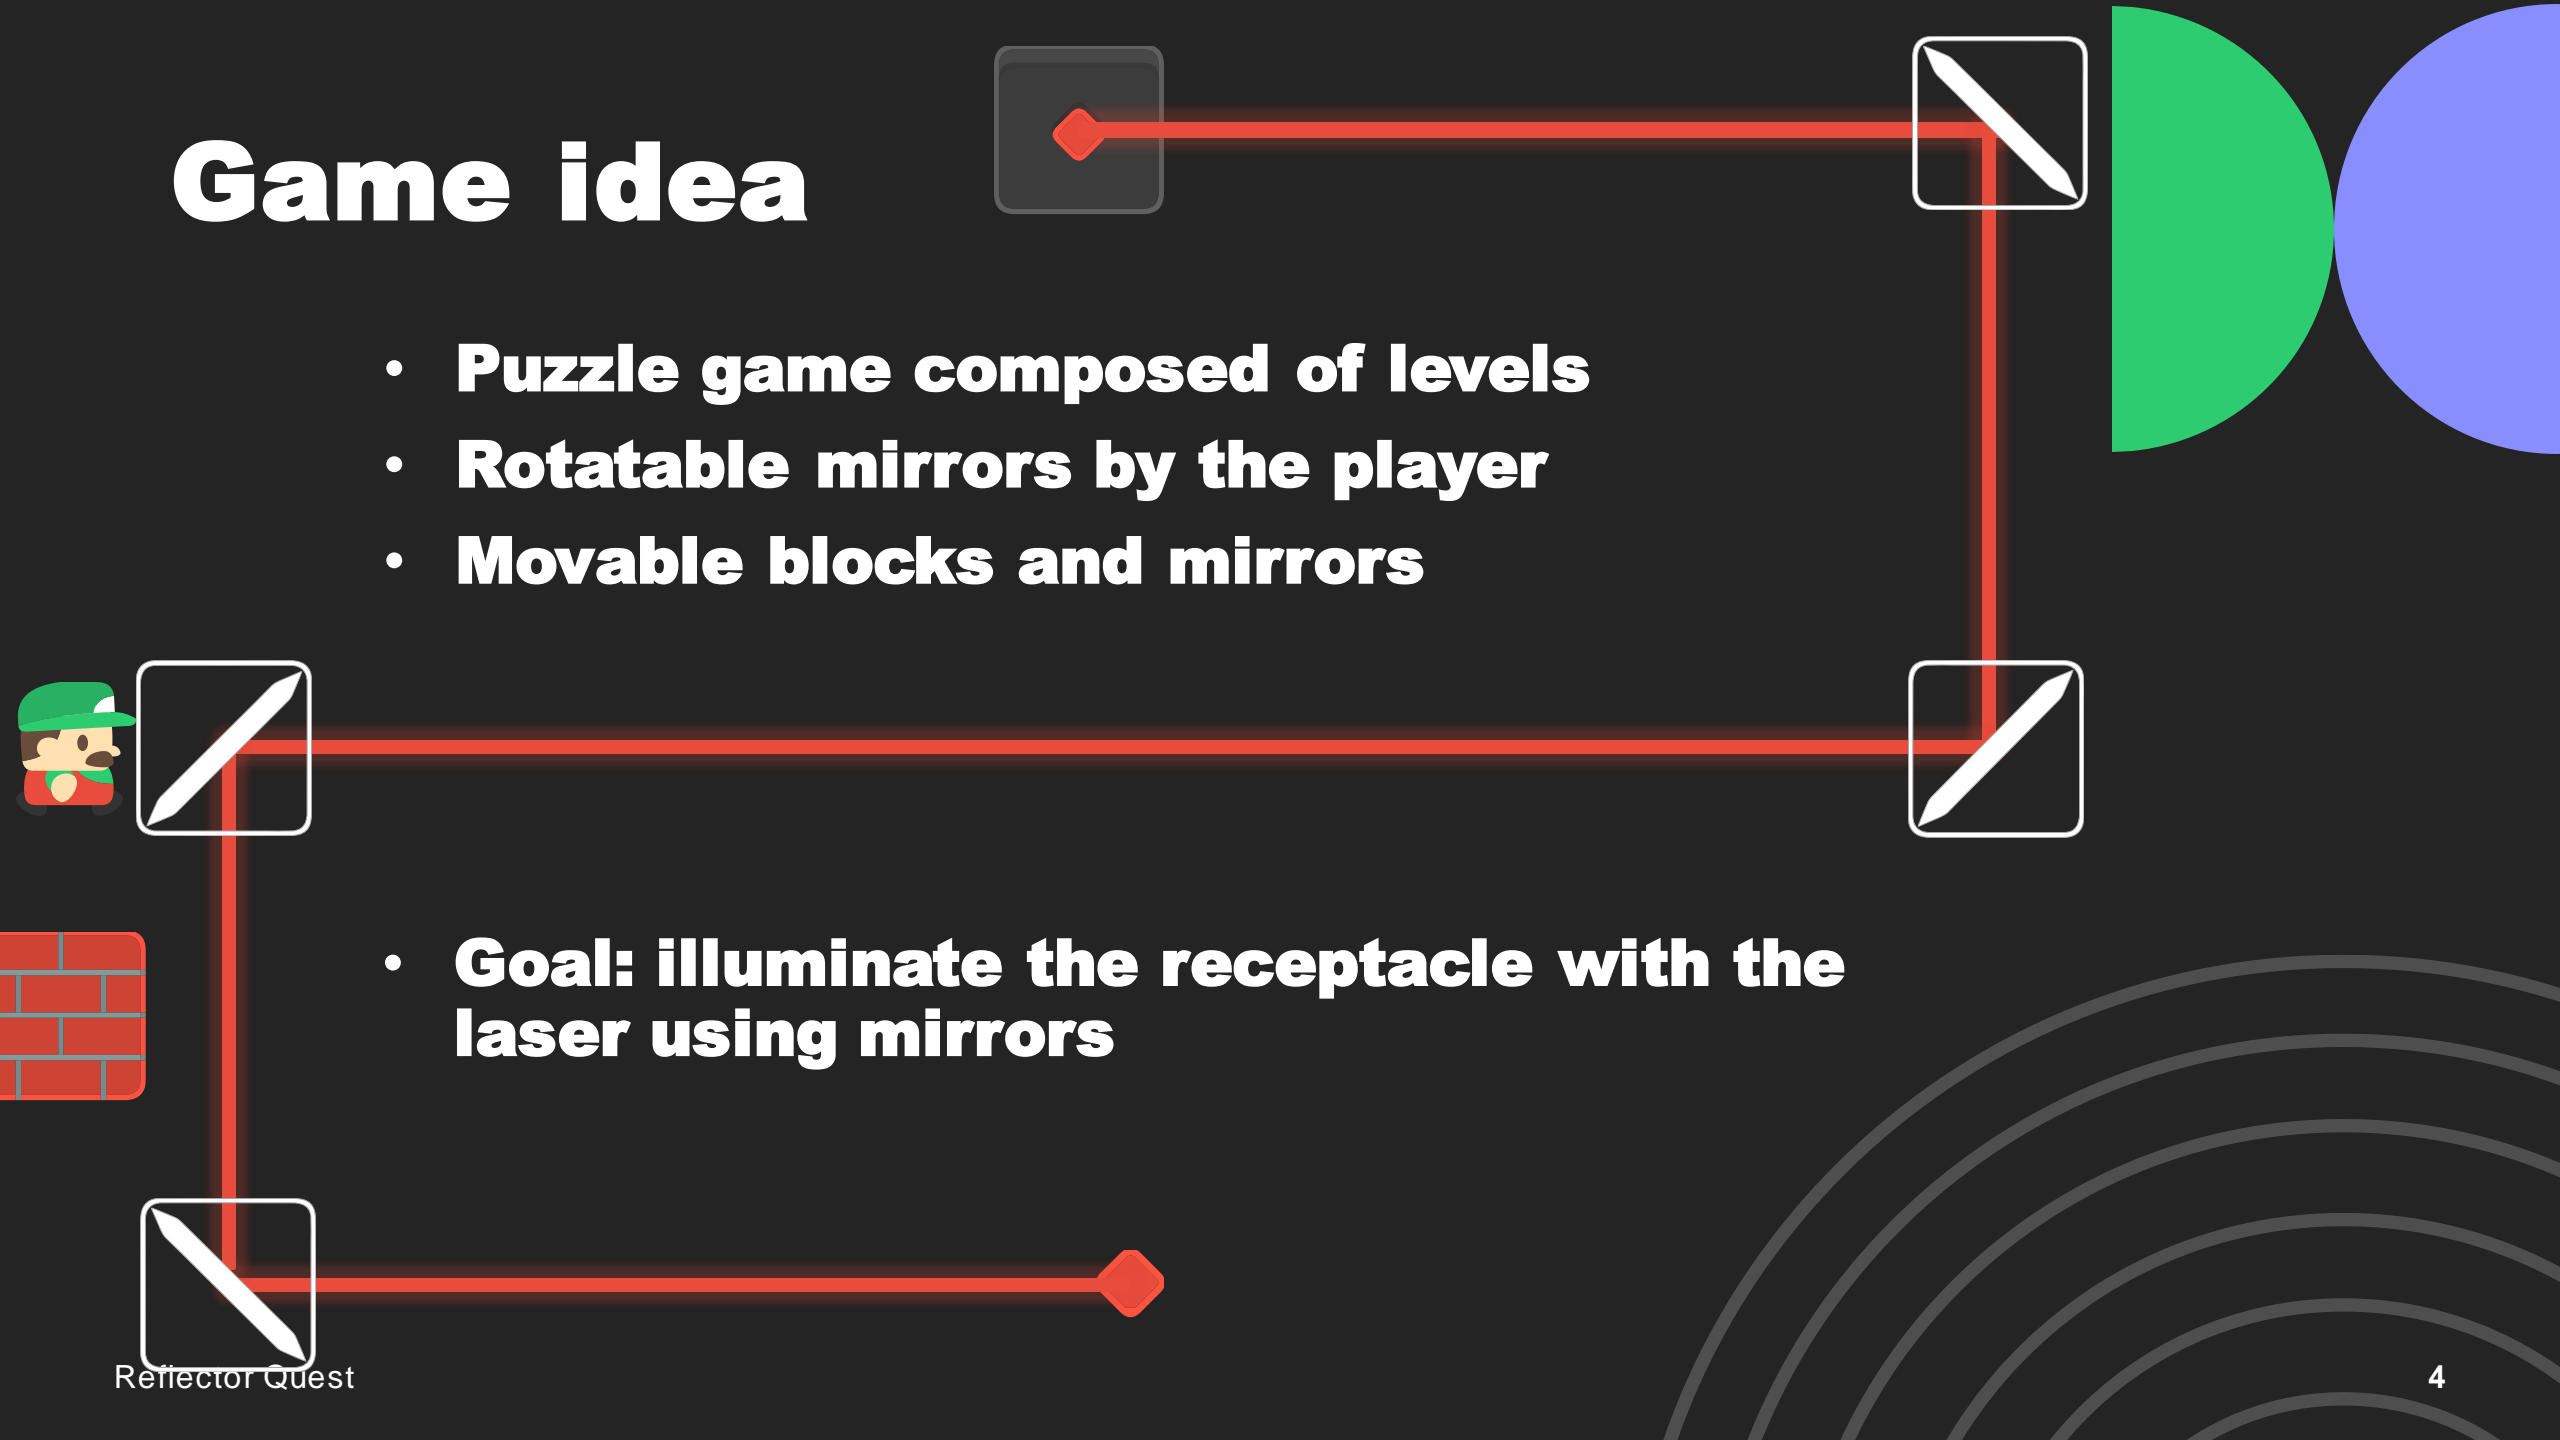 Game idea
• Puzzle game composed of levels
• Rotatable mirrors by the player
• Movable blocks and mirrors
• Goal: illuminate the receptacle with the
laser using mirrors
Reflector Quest
4